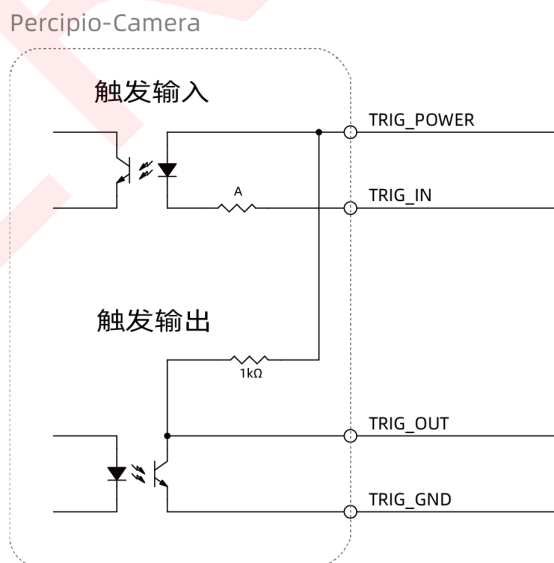 Percipio-Camera
触发输入
TRIG_POWER
A
TRIG_IN
触发输出
1kΩ
TRIG_OUT
TRIG_GND